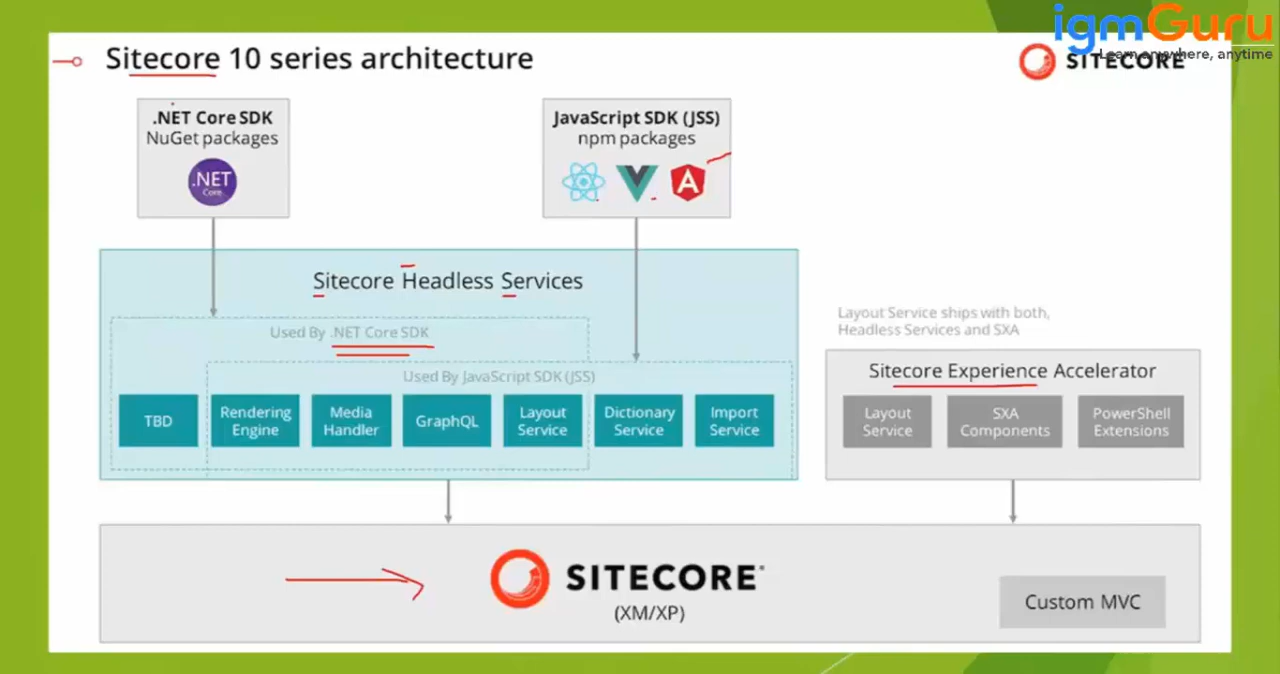 igmGuru
Learn anywhere, anytime
Sitecore 10 series architecture
SITECORE
.NET Core SDK
NuGet packages
.NET
Core
JavaScript SDK (JSS)
npm packages
A
Sitecore Headless Services
Used By .NET Core SDK
Used By JavaScript SDK (JSS)
TBD
Rendering
Engine
Media
Handler
GraphQL
Layout
Service
Dictionary
Service
Import
Service
Layout Service ships with both,
Headless Services and SXA
Sitecore Experience Accelerator
Layout
Service
SXA
Components
PowerShell
Extensions
SITECORE
(XM/XP)
Custom MVC